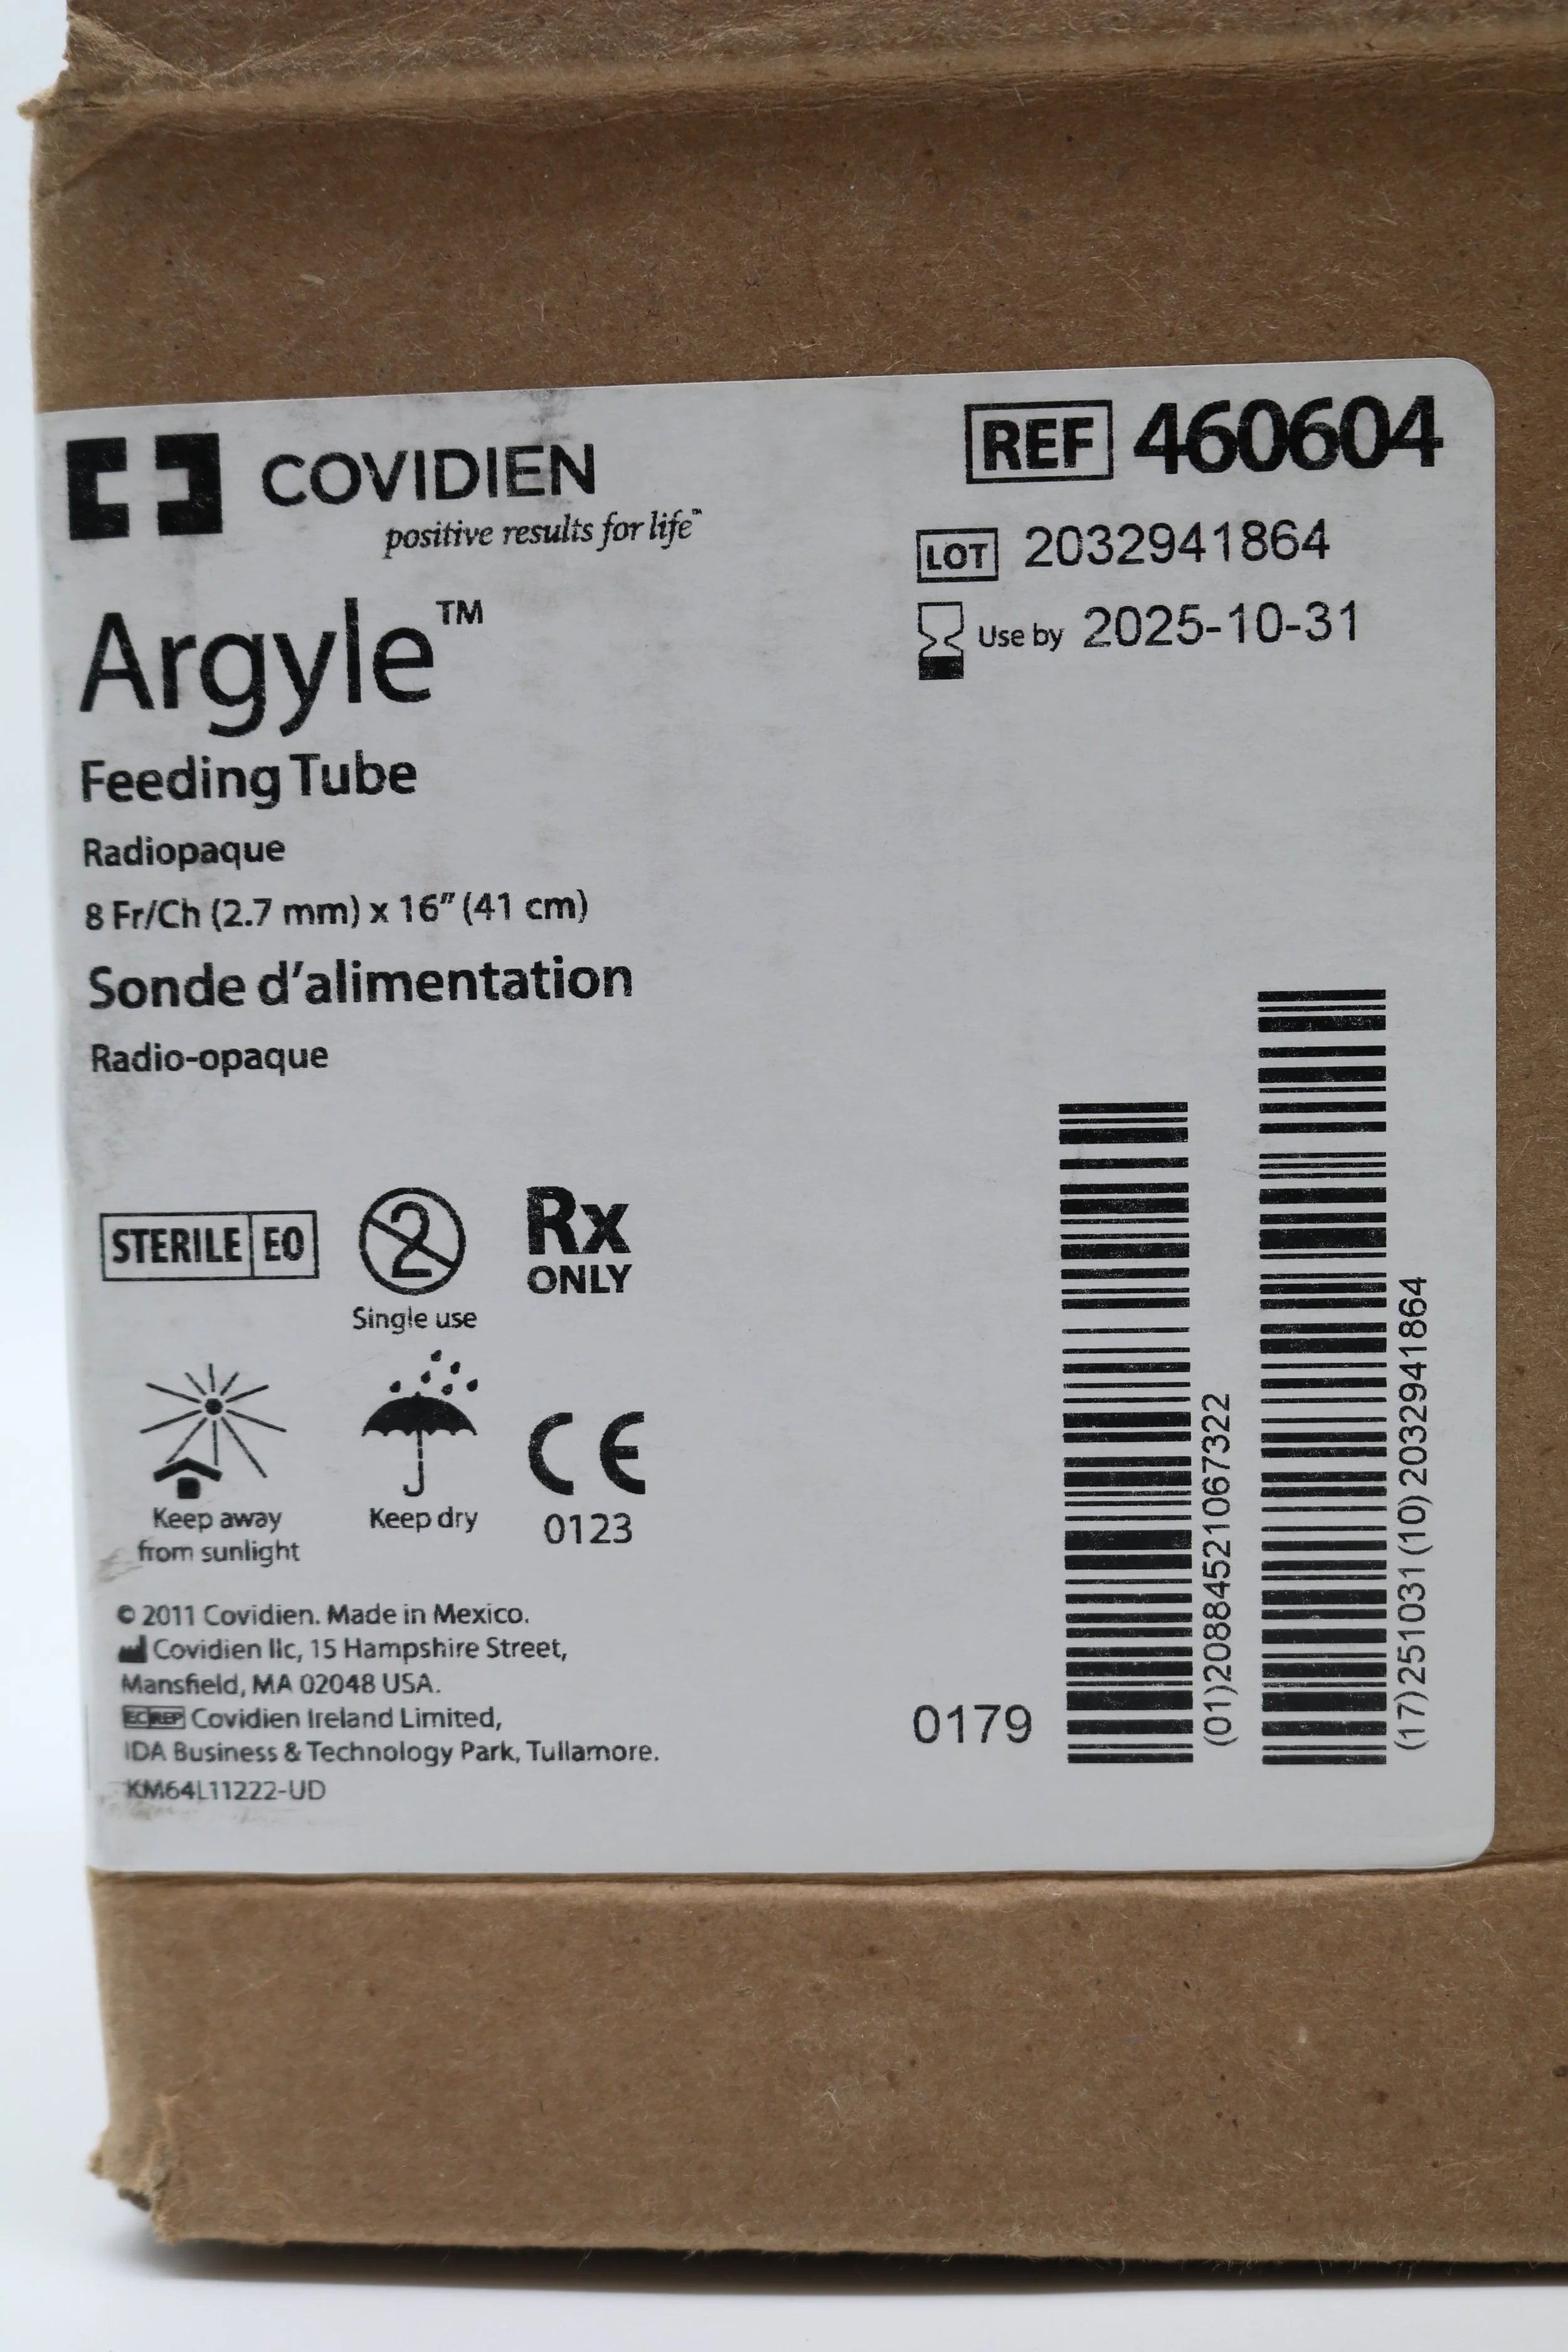 COVIDIEN
positive results for life™
REF 460604
LOT 2032941864
Use by 2025-10-31
Argyle™
Feeding Tube
Radiopaque
8 Fr/Ch (2.7 mm) x 16” (41 cm)
Sonde d’alimentation
Radio-opaque
STERILE EO
2
Single use
Rx
ONLY
Keep away
from sunlight
Keep dry
CE
0123
© 2011 Covidien. Made in Mexico.
Covidien llc, 15 Hampshire Street,
Mansfield, MA 02048 USA.
EC REP Covidien Ireland Limited,
IDA Business & Technology Park, Tullamore.
KM64L11222-UD
0179
(01)20884521067322
(17)251031(10)2032941864